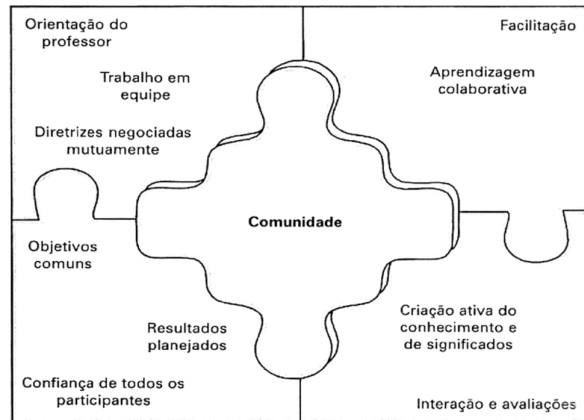 Orientação do
professor
Trabalho em
equipe
Diretrizes negociadas
mutuamente
Facilitação
Aprendizagem
colaborativa
Comunidade
Objetivos
comuns
Resultados
planejados
Confiança de todos os
participantes
Criação ativa do
conhecimento e
de significados
Interação e avaliações